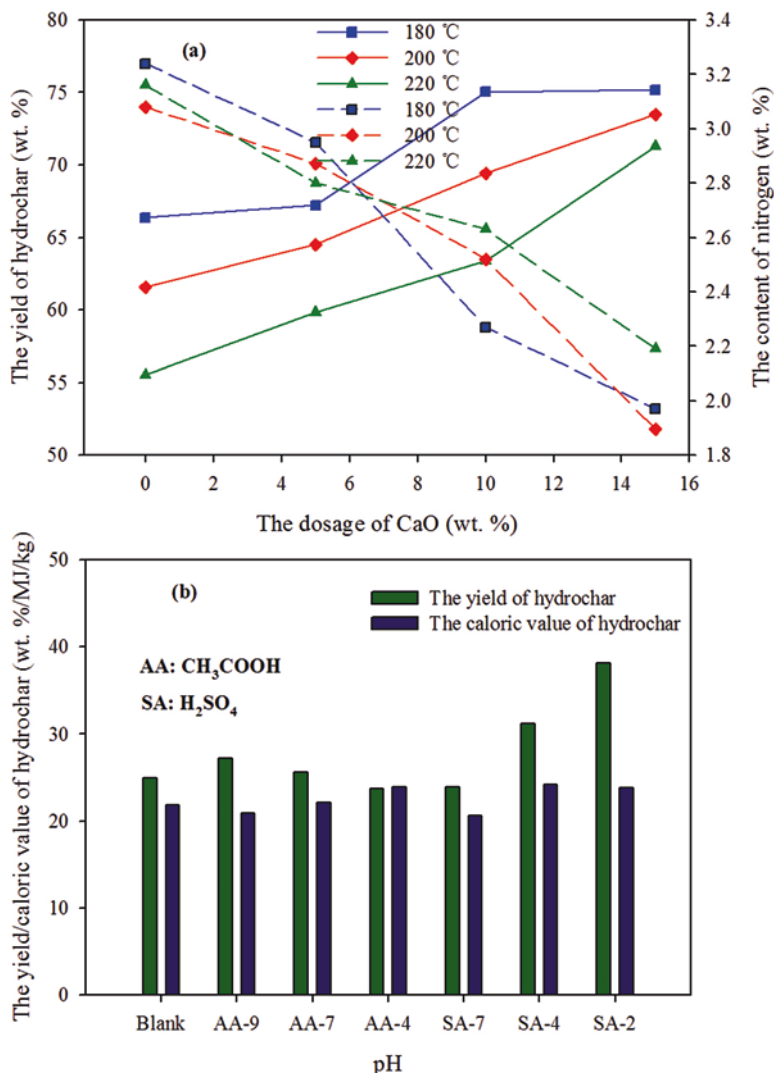 (a)
180 ℃
200 ℃
220 ℃
180 ℃
200 ℃
220 ℃
The yield of hydrochar (wt. %)
80
75
70
65
60
55
50
The content of nitrogen (wt. %)
3.4
3.2
3.0
2.8
2.6
2.4
2.2
2.0
1.8
0 2 4 6 8 10 12 14 16
The dosage of CaO (wt. %)
(b)
The yield of hydrochar
The caloric value of hydrochar
AA: CH₃COOH
SA: H₂SO₄
The yield/caloric value of hydrochar (wt. %/MJ/kg)
50
40
30
20
10
0
Blank AA-9 AA-7 AA-4 SA-7 SA-4 SA-2
pH